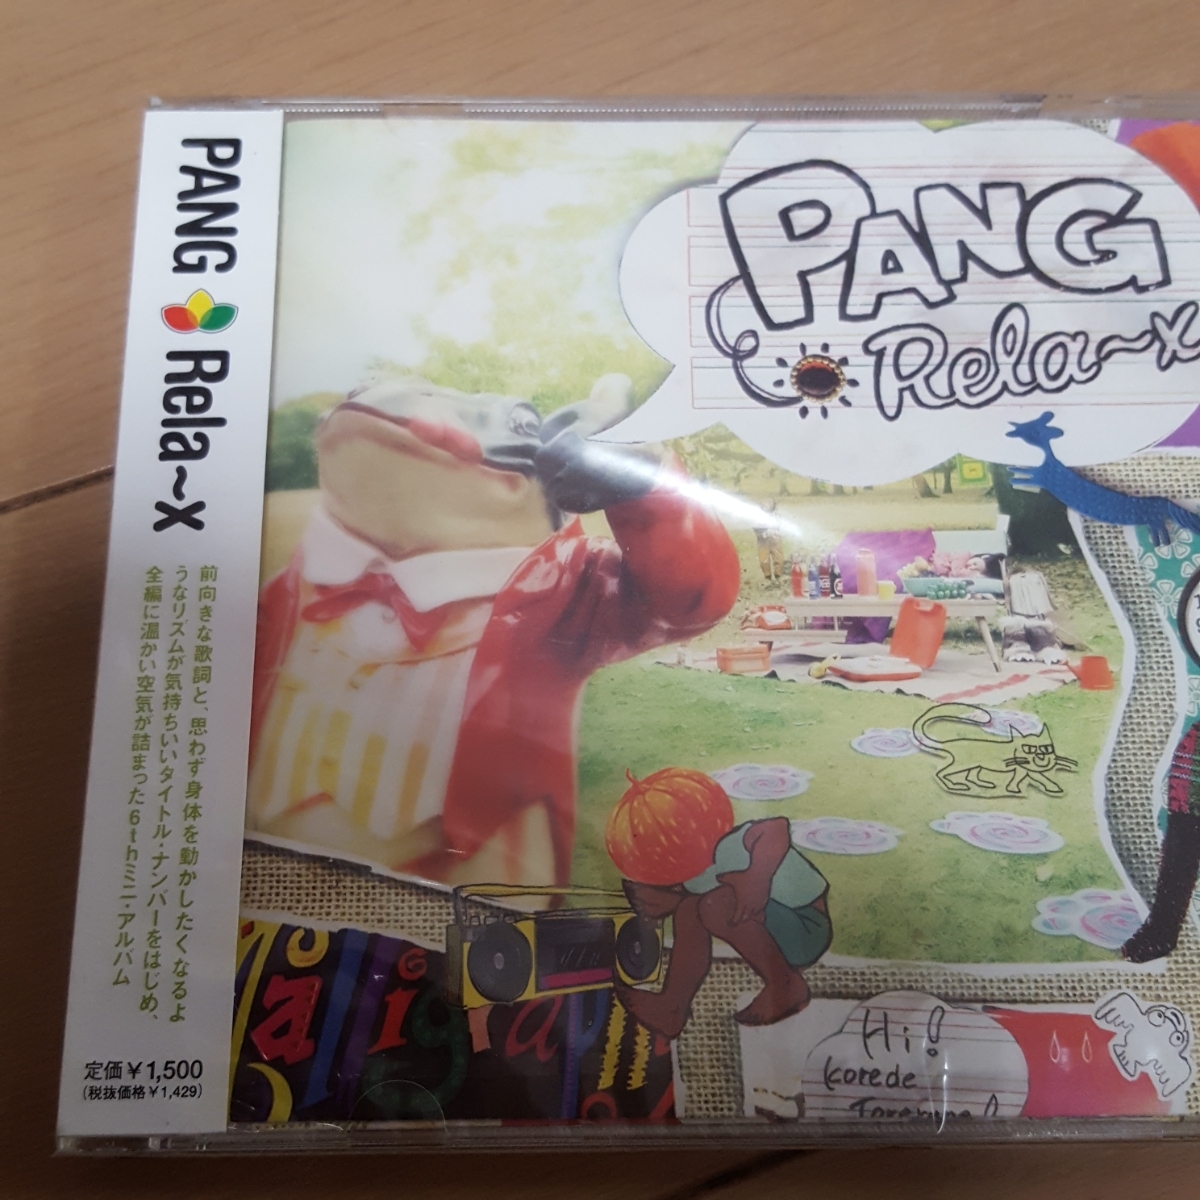 PANG Rela~x
前向きな歌詞と、思わず身体を動かしたくなるよ
うなリズムが気持ちいいタイトル・ナンバーをはじめ、
全編に温かい空気が詰まった6thミニ・アルバム
定価¥1,500
(税抜価格¥1,429)
PANG
Rela~x
Hi!
korede